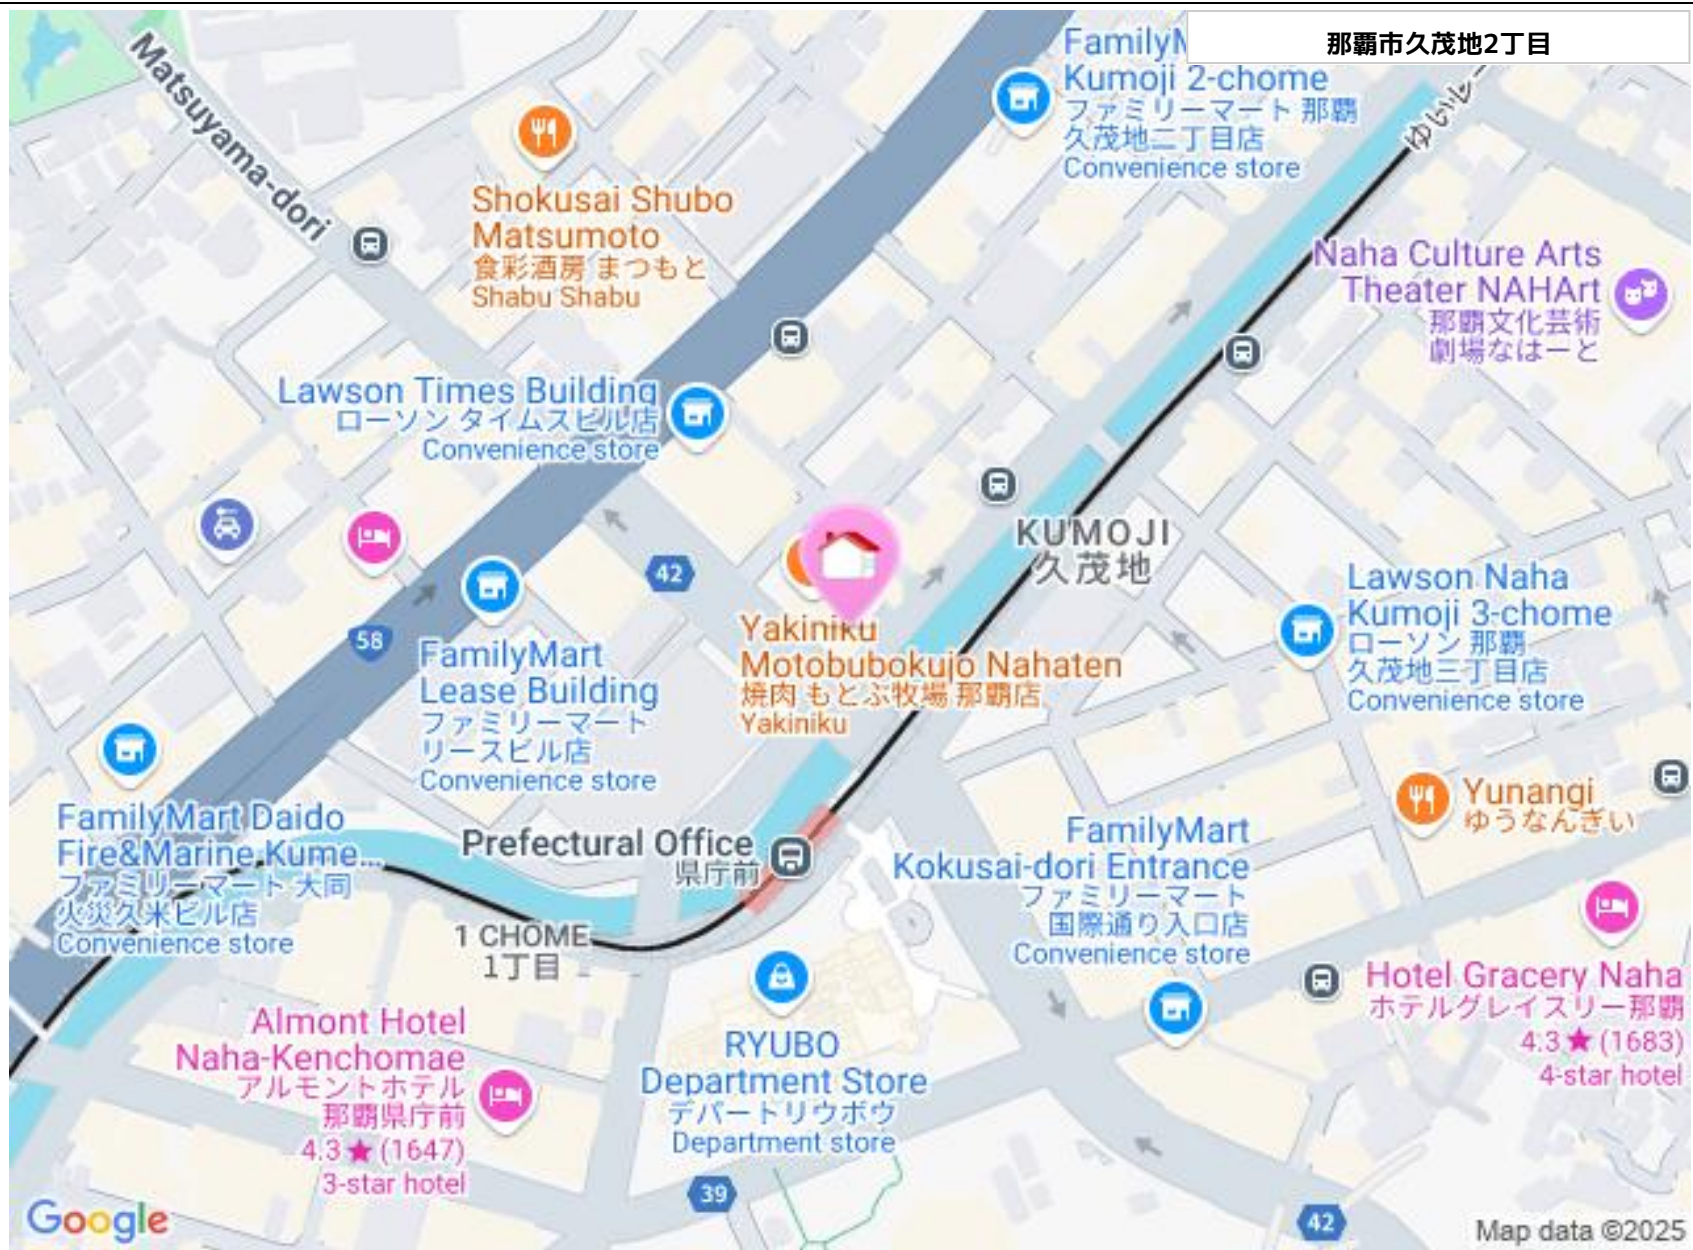 那覇市久茂地2丁目
Matsuyama-dori
Kumoji 2-chome
ファミリーマート 那覇
久茂地二丁目店
Convenience store
Shokusai Shubo
Matsumoto
食彩酒房 まつもと
Shabu Shabu
Naha Culture Arts
Theater NAHArt
那覇文化芸術
劇場なはーと
Lawson Times Building
ローソン タイムスビル店
Convenience store
KUMOJI
久茂地
42
58
Lawson Naha
Kumoji 3-chome
ローソン 那覇
久茂地三丁目店
Convenience store
Yakiniku
Motobubokujo Nahaten
焼肉 もとぶ牧場 那覇店
Yakiniku
FamilyMart
Lease Building
ファミリーマート
リースビル店
Convenience store
FamilyMart Daido
Fire&Marine Kume...
ファミリーマート 大同
火災久米ビル店
Convenience store
Prefectural Office
県庁前
Yunangi
ゆうなんぎい
FamilyMart
Kokusai-dori Entrance
ファミリーマート
国際通り入口店
Convenience store
1 CHOME
1丁目
Hotel Gracery Naha
ホテルグレイスリー那覇
4.3★(1683)
4-star hotel
Almont Hotel
Naha-Kenchomae
アルモントホテル
那覇県庁前
4.3★(1647)
3-star hotel
RYUBO
Department Store
デパートリウボウ
Department store
39
42
Google
Map data ©2025